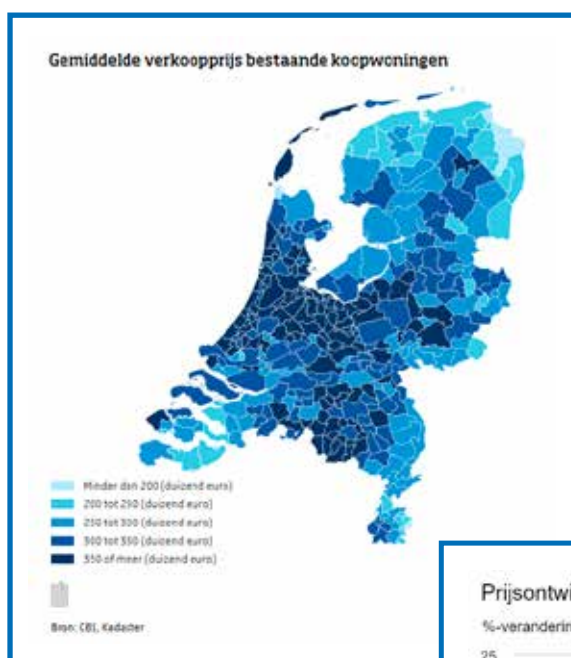 Gemiddelde verkoopprijs bestaande koopwoningen
Minder dan 200 (duizend euro)
200 tot 250 (duizend euro)
250 tot 300 (duizend euro)
300 tot 350 (duizend euro)
350 of meer (duizend euro)
Bron: CBS, Kadaster
Prijsontwi
%-veranderin
25